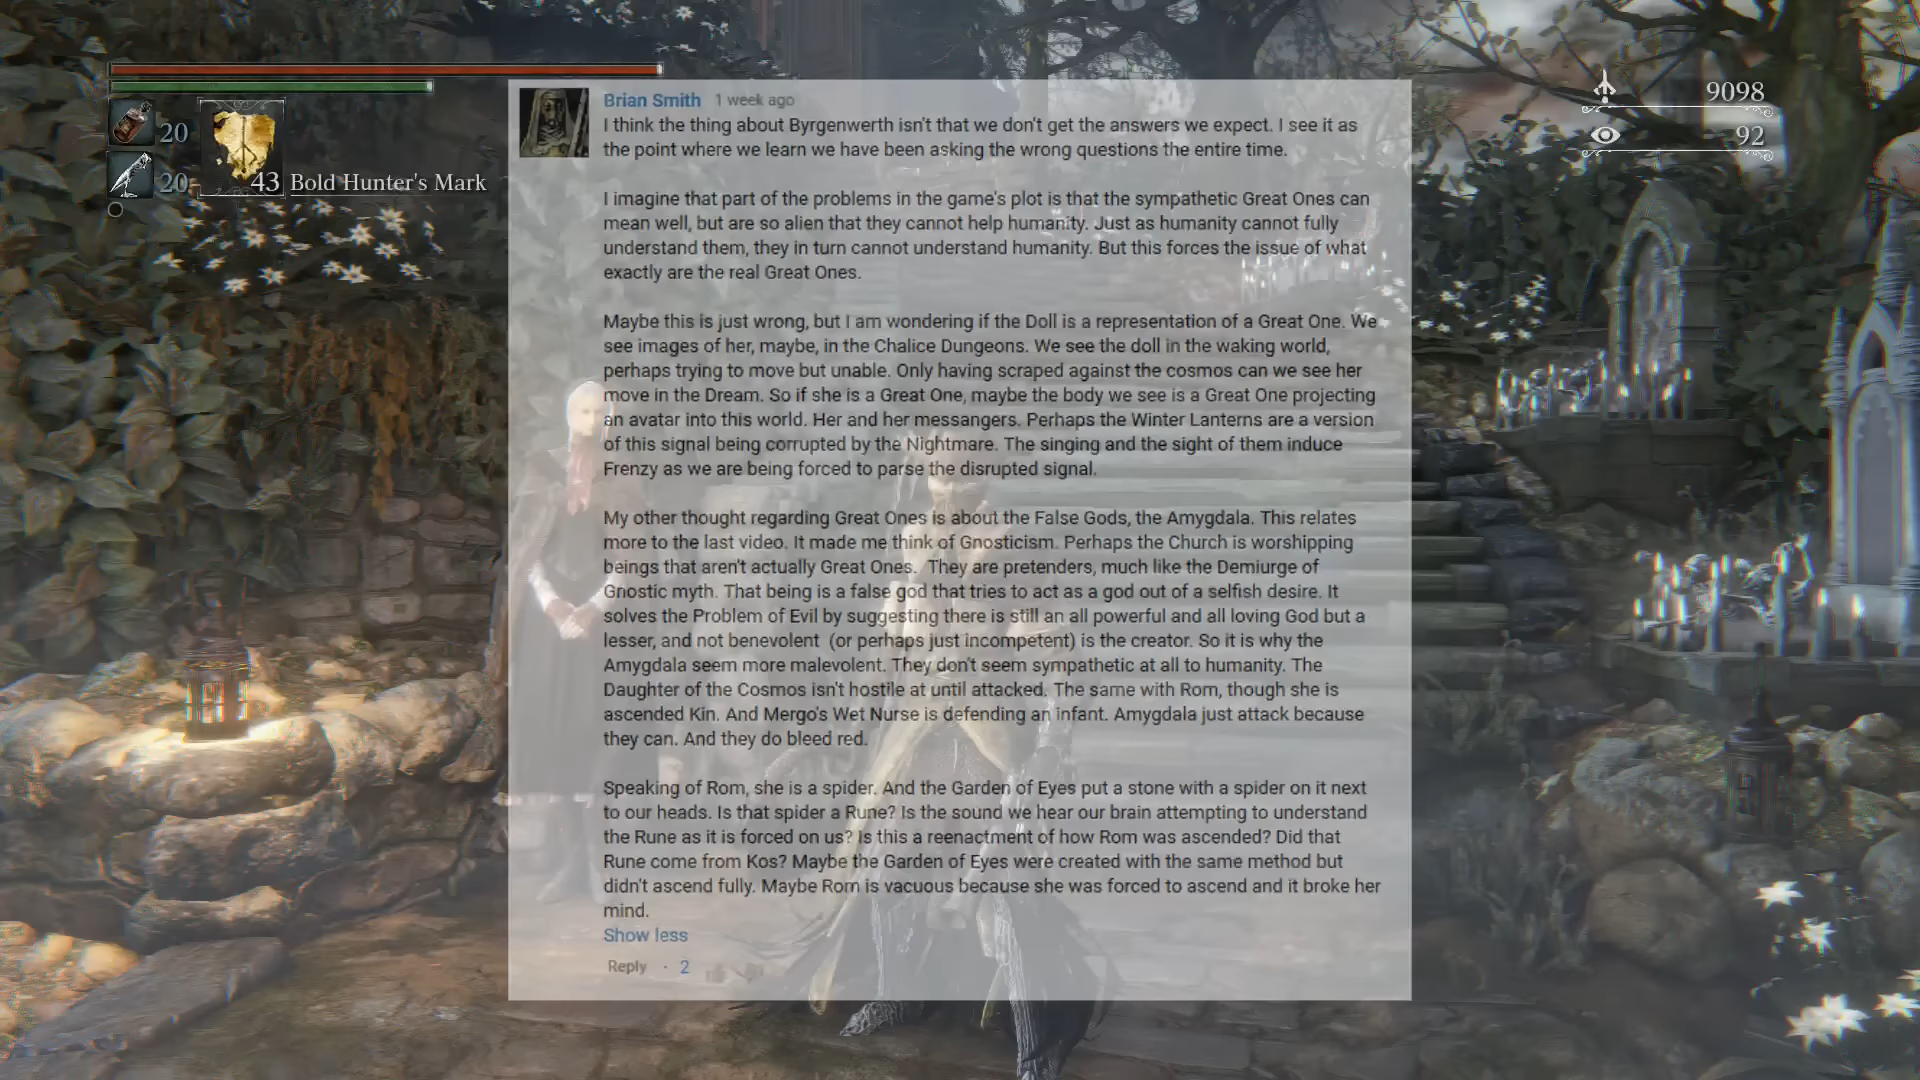 Brian Smith 1 week ago
I think the thing about Byrgenwerth isn't that we don't get the answers we expect. I see it as
the point where we learn we have been asking the wrong questions the entire time.
I imagine that part of the problems in the game's plot is that the sympathetic Great Ones can
mean well, but are so alien that they cannot help humanity. Just as humanity cannot fully
understand them, they in turn cannot understand humanity. But this forces the issue of what
exactly are the real Great Ones.
Maybe this is just wrong, but I am wondering if the Doll is a representation of a Great One. We
see images of her, maybe, in the Chalice Dungeons. We see the doll in the waking world,
perhaps trying to move but unable. Only having scraped against the cosmos can we see her
move in the Dream. So if she is a Great One, maybe the body we see is a Great One projecting
an avatar into this world. Her and her messangers. Perhaps the Winter Lanterns are a version
of this signal being corrupted by the Nightmare. The singing and the sight of them induce
Frenzy as we are being forced to parse the disrupted signal.
My other thought regarding Great Ones is about the False Gods, the Amygdala. This relates
more to the last video. It made me think of Gnosticism. Perhaps the Church is worshipping
beings that aren't actually Great Ones.  They are pretenders, much like the Demiurge of
Gnostic myth. That being is a false god that tries to act as a god out of a selfish desire. It
solves the Problem of Evil by suggesting there is still an all powerful and all loving God but a
lesser, and not benevolent  (or perhaps just incompetent) is the creator. So it is why the
Amygdala seem more malevolent. They don't seem sympathetic at all to humanity. The
Daughter of the Cosmos isn't hostile at until attacked. The same with Rom, though she is
ascended Kin. And Mergo's Wet Nurse is defending an infant. Amygdala just attack because
they can. And they do bleed red.
Speaking of Rom, she is a spider. And the Garden of Eyes put a stone with a spider on it next
to our heads. Is that spider a Rune? Is the sound we hear our brain attempting to understand
the Rune as it is forced on us? Is this a reenactment of how Rom was ascended? Did that
Rune come from Kos? Maybe the Garden of Eyes were created with the same method but
didn't ascend fully. Maybe Rom is vacuous because she was forced to ascend and it broke her
mind.
Show less
Reply · 2
20
20
43 Bold Hunter's Mark
9098
92